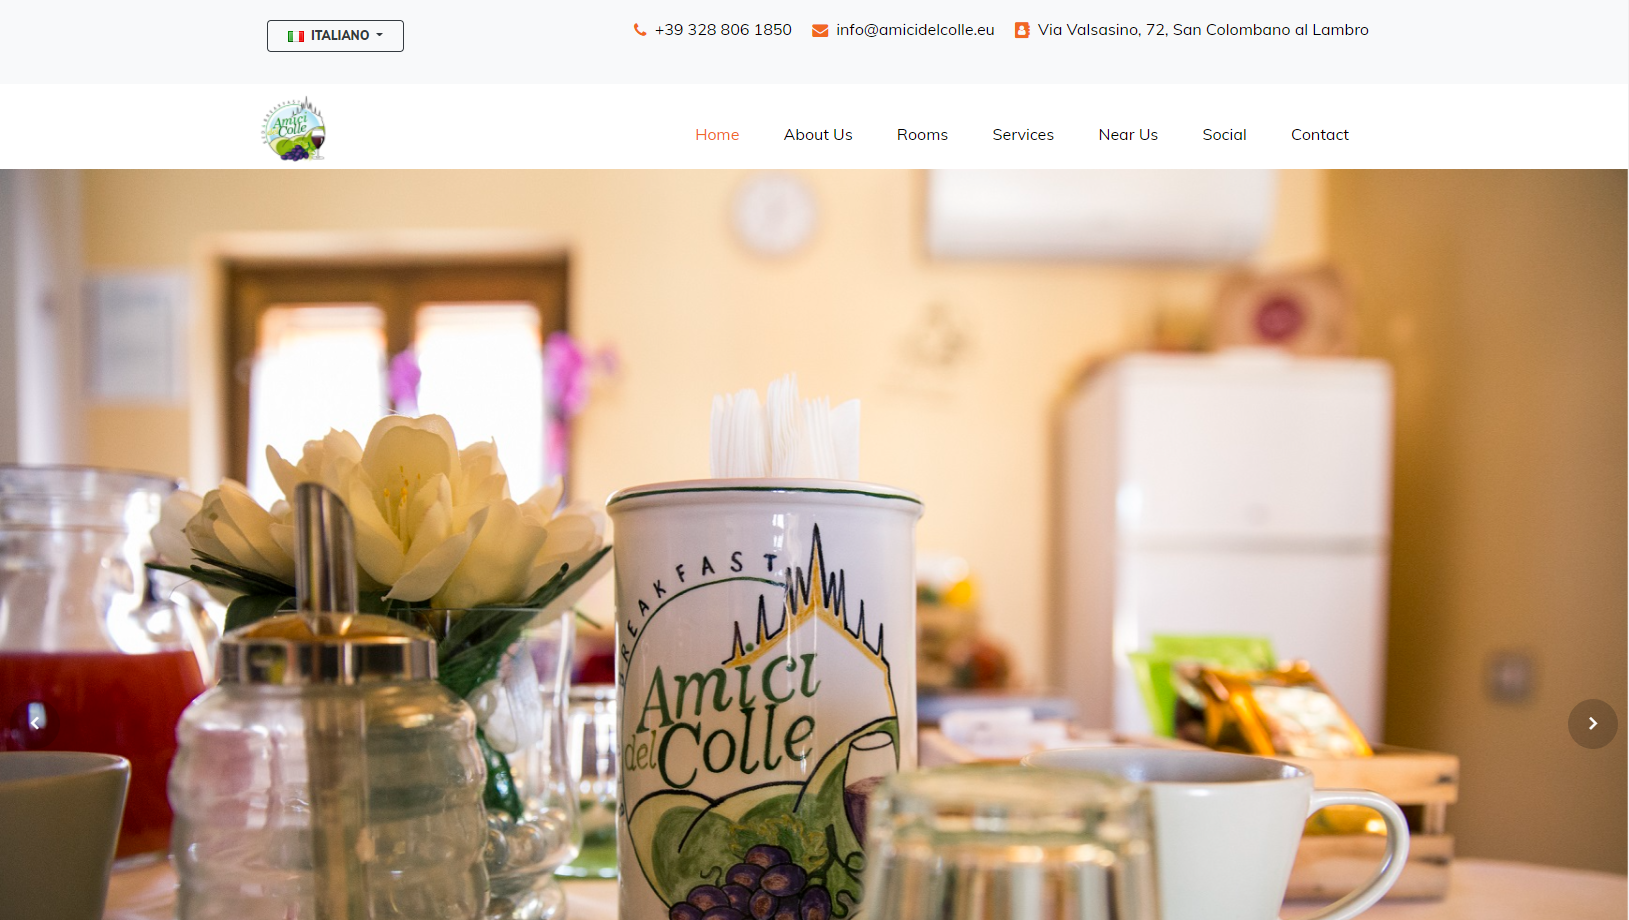 ITALIANO
+39 328 806 1850
info@amicidelcolle.eu
Via Valsasino, 72, San Colombano al Lambro
Amici
Colle
Home
About Us
Rooms
Services
Near Us
Social
Contact
BREAKFAST
Amici
del Colle